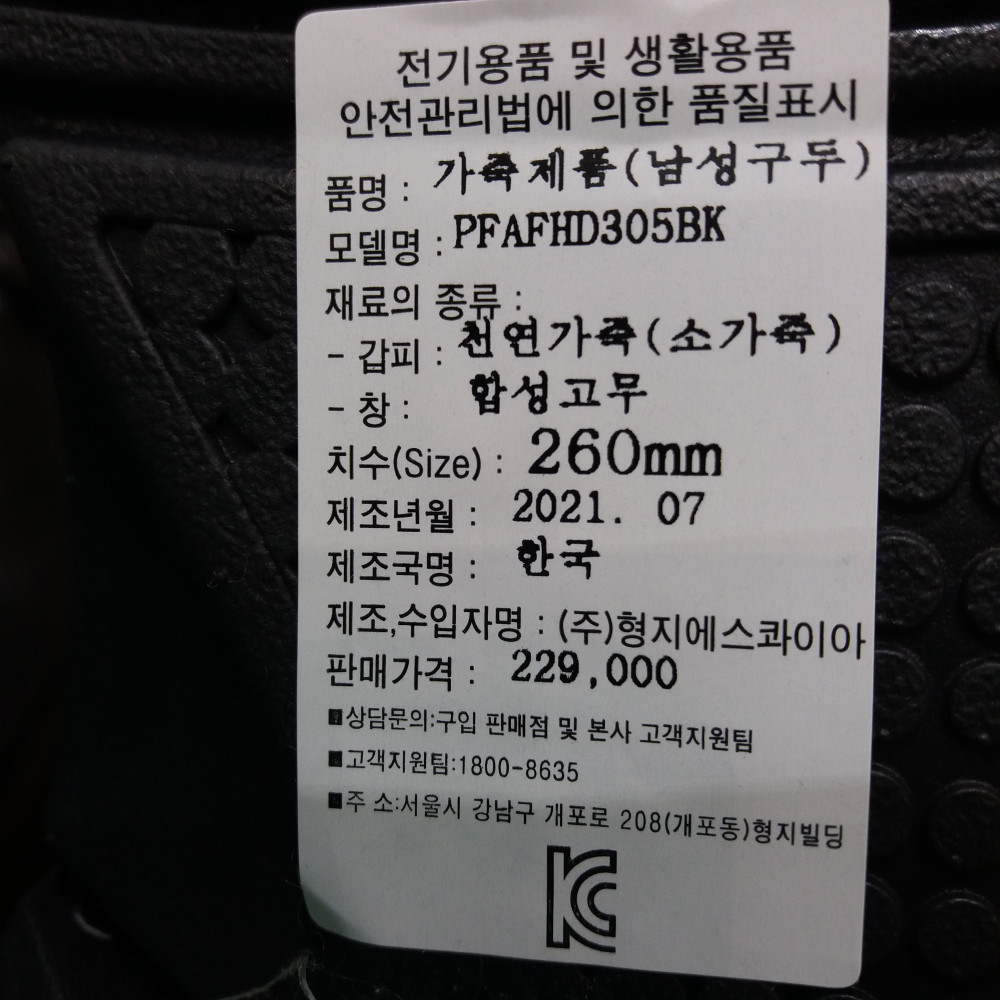 전기용품 및 생활용품
안전관리법에 의한 품질표시
품명 : 가죽제품(남성구두)
모델명 : PFAFHD305BK
재료의 종류 :
- 갑피 : 천연가죽(소가죽)
- 창 : 합성고무
치수(Size) : 260mm
제조년월 : 2021. 07
제조국명 : 한국
제조,수입자명 : (주)형지에스콰이아
판매가격 : 229,000
■상담문의:구입 판매점 및 본사 고객지원팀
■고객지원팀:1800-8635
■주 소:서울시 강남구 개포로 208(개포동)형지빌딩
KC